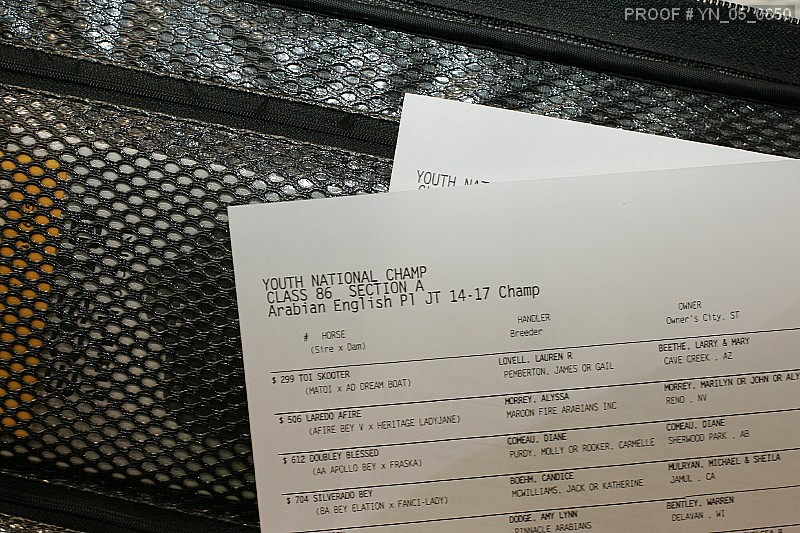 PROOF # YN_05_0650
YOUTH NAT
YOUTH NATIONAL CHAMP
CLASS 86 SECTION A
Arabian English Pl JT 14-17 Champ
# HORSE HANDLER OWNER
(Sire x Dam) Breeder Owner's City, ST
$ 299 TOI SKOOTER LOVELL, LAUREN R BEETHE, LARRY & MARY
(MATOI x AD DREAM BOAT) PEMBERTON, JAMES OR GAIL CAVE CREEK , AZ
$ 506 LAREDO AFIRE MORREY, ALYSSA MORREY, MARILYN OR JOHN OR ALY
(AFIRE BEY V x HERITAGE LADYJANE) MAROON FIRE ARABIANS INC RENO , NV
$ 612 DOUBLEY BLESSED COMEAU, DIANE COMEAU, DIANE
(AA APOLLO BEY x FRASKA) PURDY, MOLLY OR ROOKER, CARMELLE SHERWOOD PARK , AB
$ 704 SILVERADO BEY BOEHM, CANDICE MULRYAN, MICHAEL & SHEILA
(BA BEY ELATION x FANCI-LADY) MCWILLIAMS, JACK OR KATHERINE JAMUL , CA
DODGE, AMY LYNN BENTLEY, WARREN
PINNACLE ARABIANS DELAVAN , WI